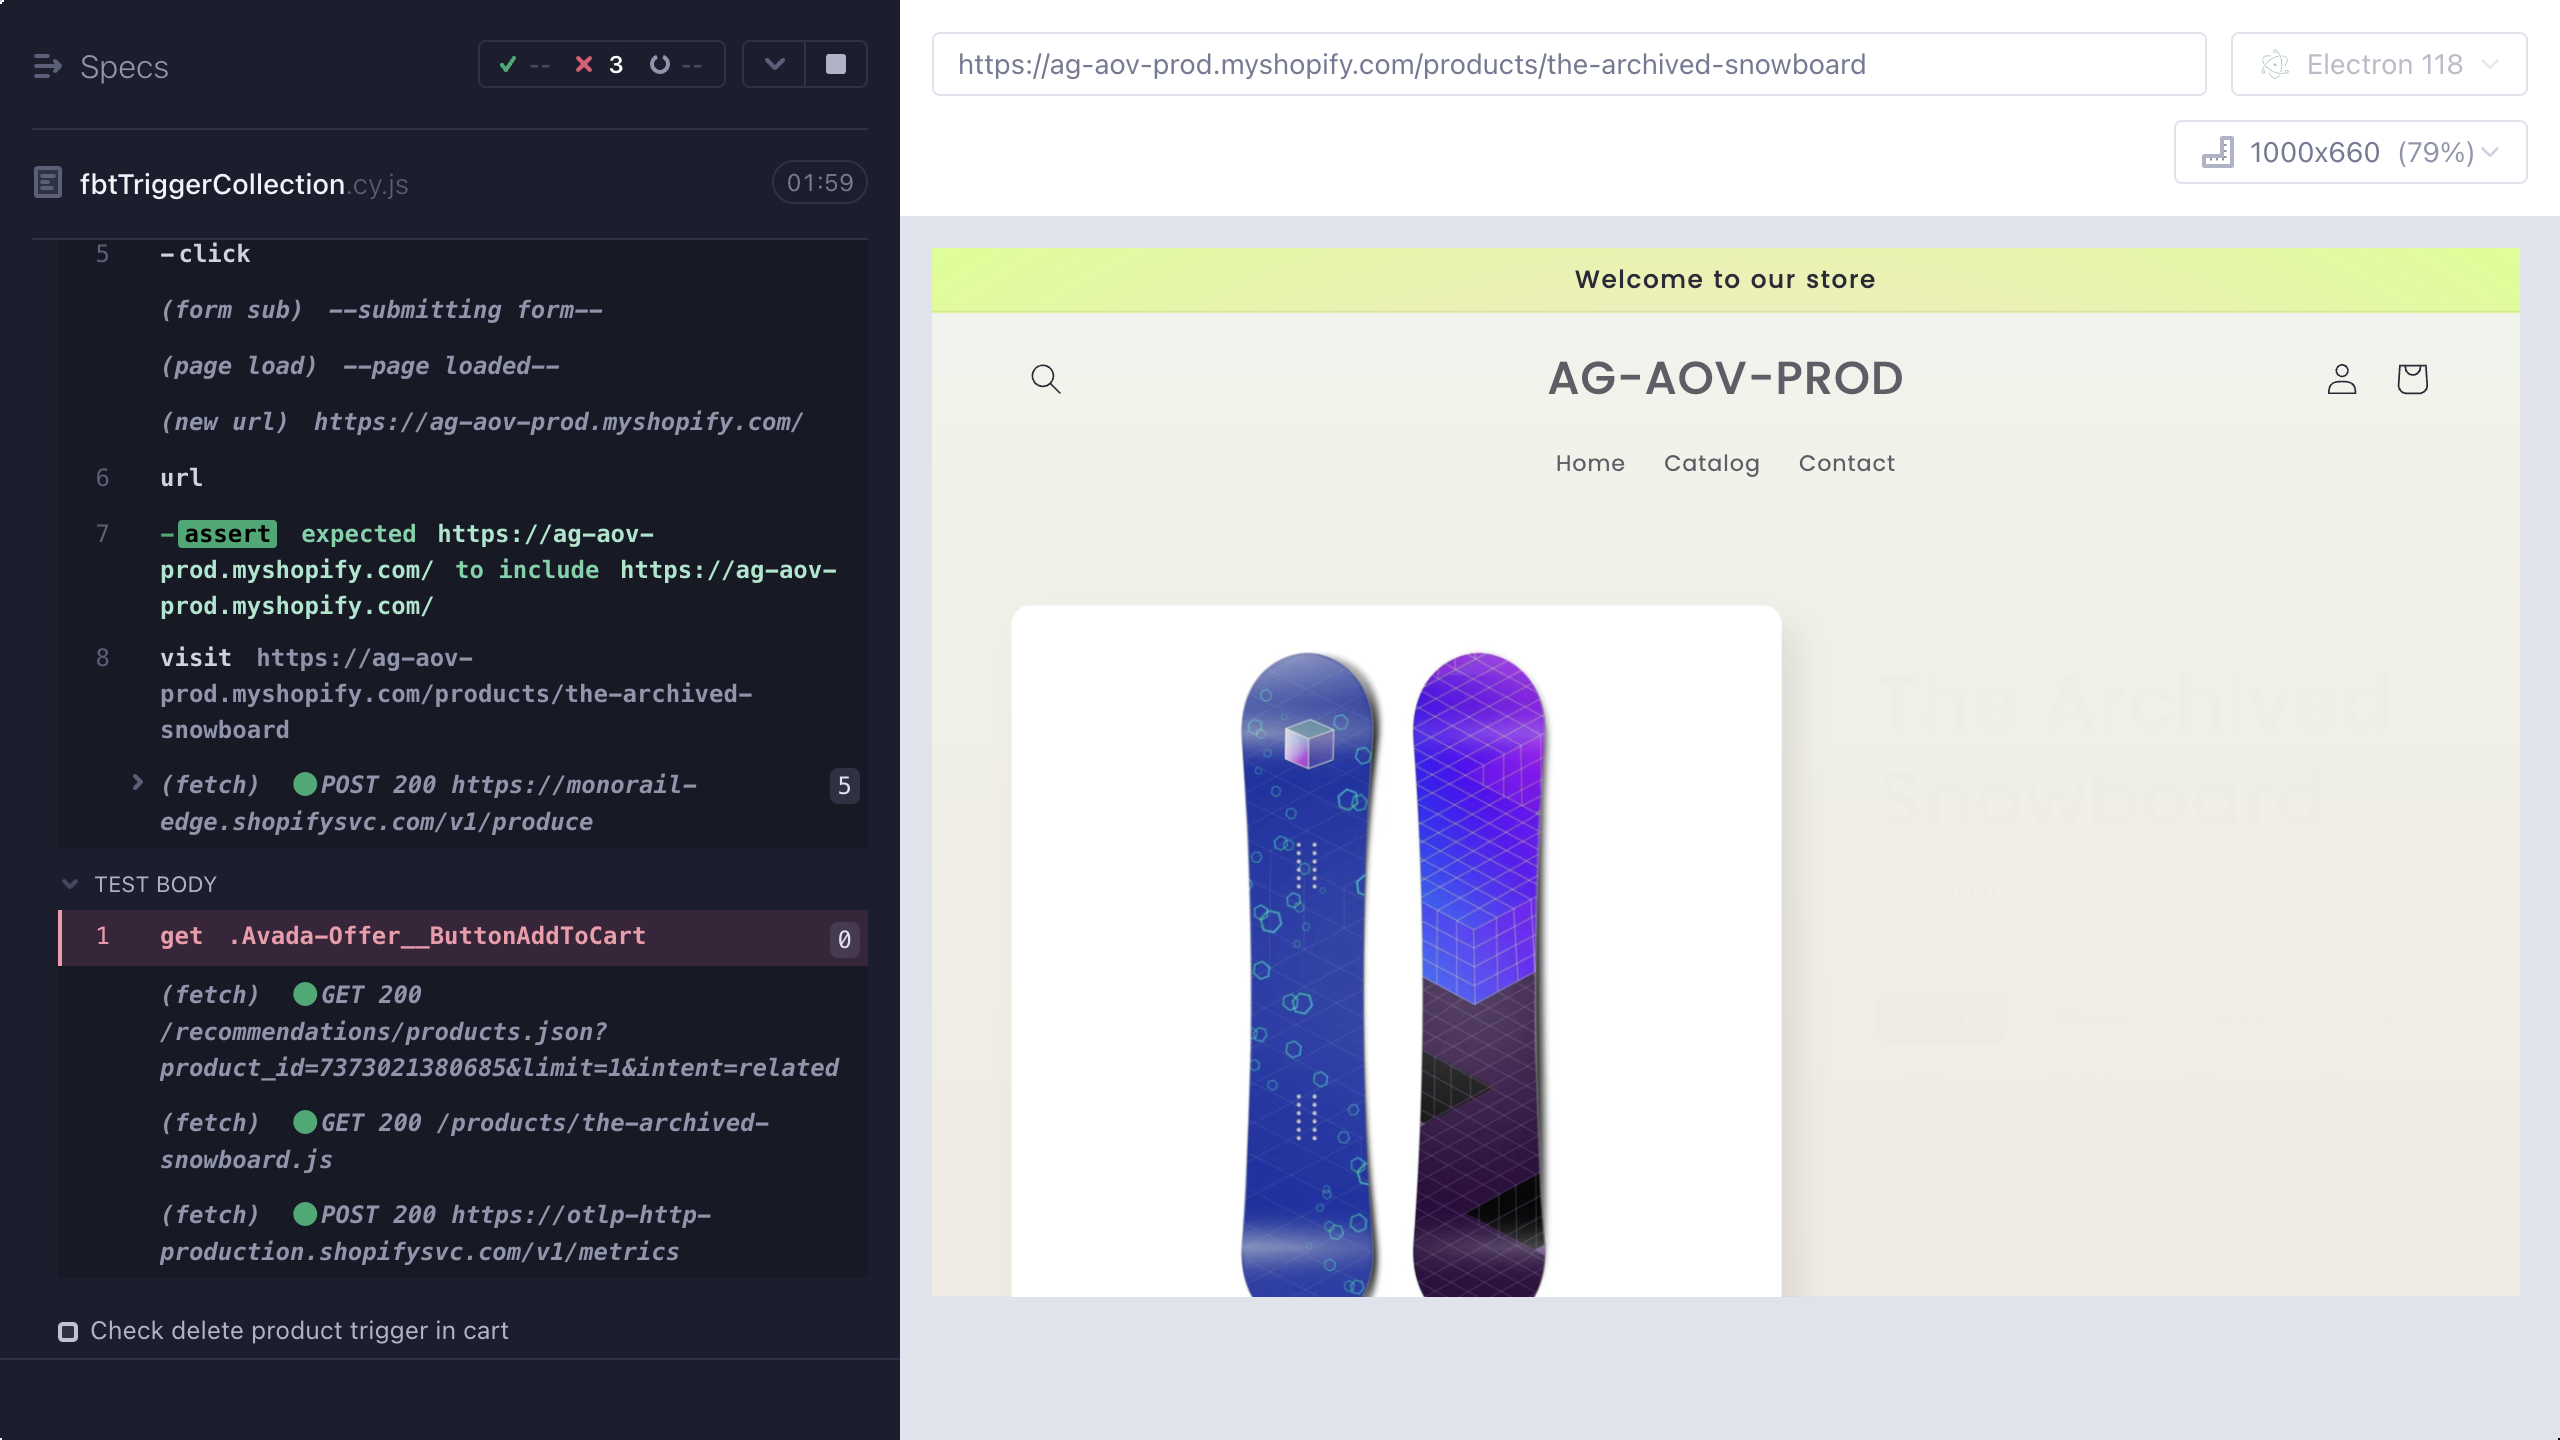 Specs
-- 3 --
fbtTriggerCollection.cy.js
01:59
5 -click
(form sub) --submitting form--
(page load) --page loaded--
(new url) https://ag-aov-prod.myshopify.com/
6 url
7 -assert expected https://ag-aov-
prod.myshopify.com/ to include https://ag-aov-
prod.myshopify.com/
8 visit https://ag-aov-
prod.myshopify.com/products/the-archived-
snowboard
(fetch) POST 200 https://monorail-
edge.shopifysvc.com/v1/produce
5
TEST BODY
1 get .Avada-Offer__ButtonAddToCart
0
(fetch) GET 200
/recommendations/products.json?
product_id=7373021380685&limit=1&intent=related
(fetch) GET 200 /products/the-archived-
snowboard.js
(fetch) POST 200 https://otlp-http-
production.shopifysvc.com/v1/metrics
Check delete product trigger in cart
https://ag-aov-prod.myshopify.com/products/the-archived-snowboard
Electron 118
1000x660 (79%)
Welcome to our store
AG-AOV-PROD
Home Catalog Contact
The Archived
Snowboard